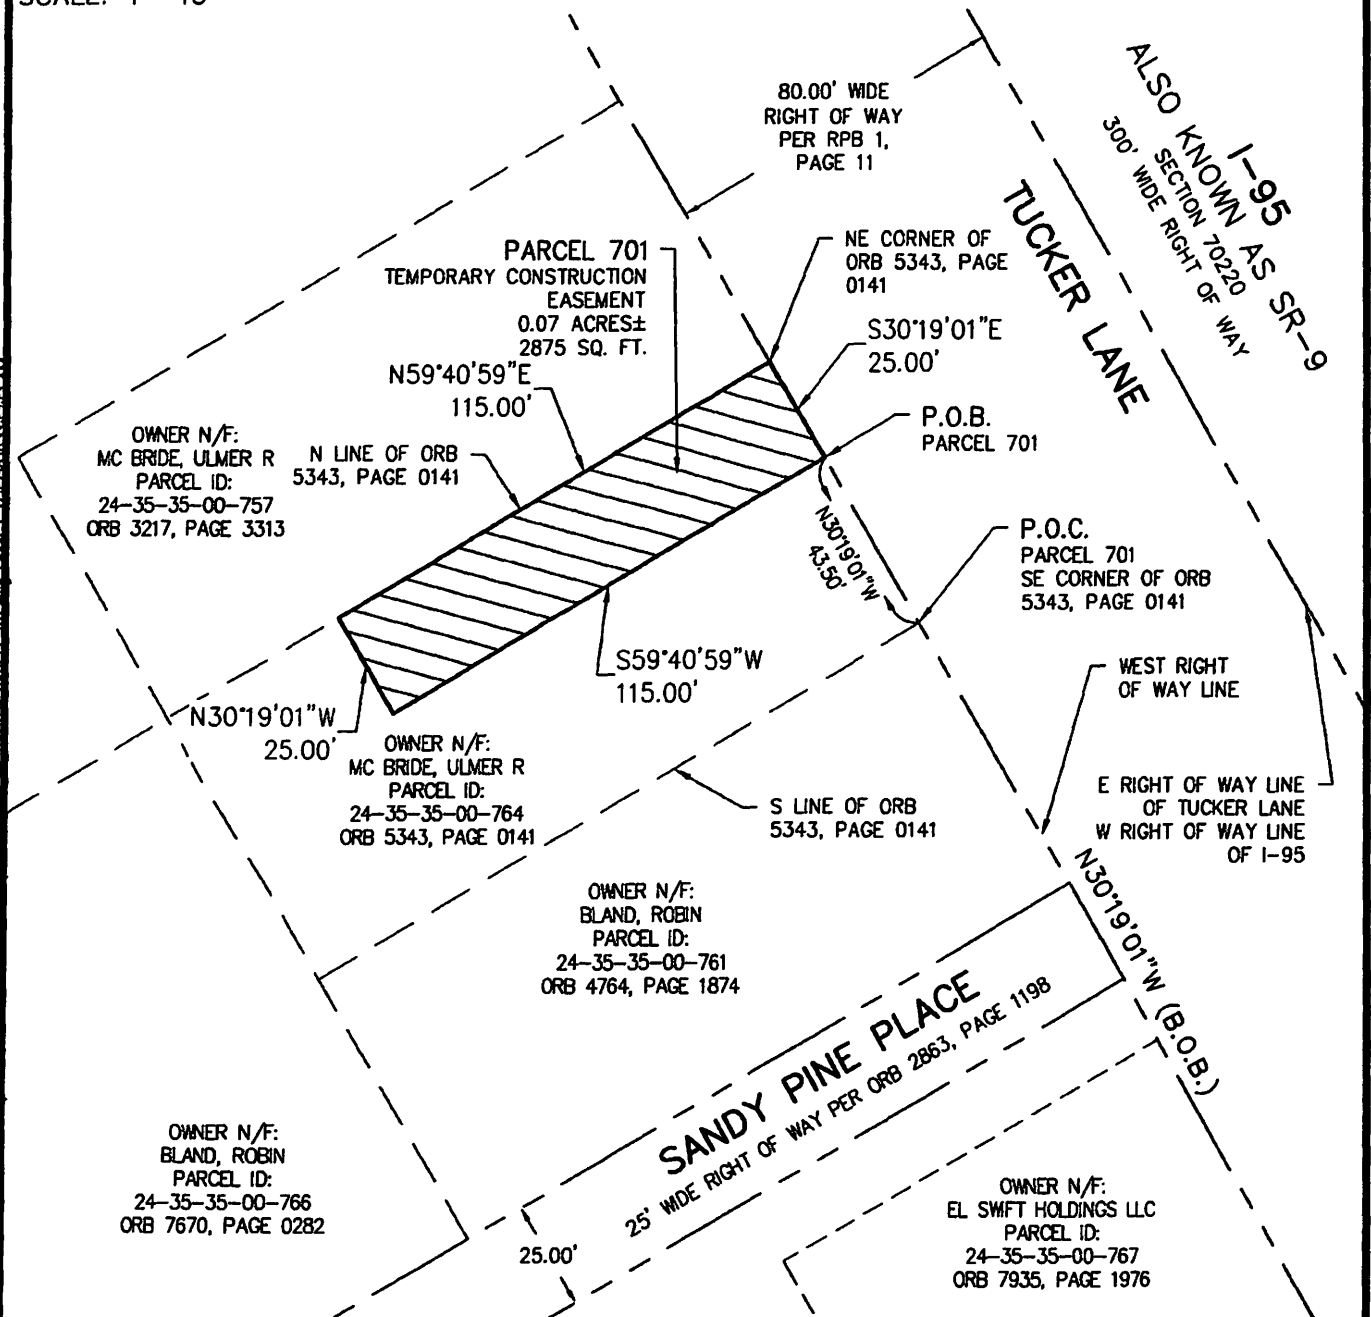 80.00' WIDE
RIGHT OF WAY
PER RPB 1,
PAGE 11
I-95
ALSO KNOWN AS SR-9
SECTION 70220
300' WIDE RIGHT OF WAY
TUCKER LANE
PARCEL 701
TEMPORARY CONSTRUCTION
EASEMENT
0.07 ACRES±
2875 SQ. FT.
NE CORNER OF
ORB 5343, PAGE
0141
S30°19'01"E
25.00'
N59°40'59"E
115.00'
P.O.B.
PARCEL 701
OWNER N/F:
MC BRIDE, ULMER R
PARCEL ID:
24-35-35-00-757
ORB 3217, PAGE 3313
N LINE OF ORB
5343, PAGE 0141
N30°19'01"W
43.50'
P.O.C.
PARCEL 701
SE CORNER OF ORB
5343, PAGE 0141
S59°40'59"W
115.00'
WEST RIGHT
OF WAY LINE
N30°19'01"W
25.00'
OWNER N/F:
MC BRIDE, ULMER R
PARCEL ID:
24-35-35-00-764
ORB 5343, PAGE 0141
S LINE OF ORB
5343, PAGE 0141
E RIGHT OF WAY LINE
OF TUCKER LANE
W RIGHT OF WAY LINE
OF I-95
N30°19'01"W (B.O.B.)
OWNER N/F:
BLAND, ROBIN
PARCEL ID:
24-35-35-00-761
ORB 4764, PAGE 1874
SANDY PINE PLACE
25' WIDE RIGHT OF WAY PER ORB 2863, PAGE 1198
OWNER N/F:
BLAND, ROBIN
PARCEL ID:
24-35-35-00-766
ORB 7670, PAGE 0282
25.00'
OWNER N/F:
EL SWIFT HOLDINGS LLC
PARCEL ID:
24-35-35-00-767
ORB 7935, PAGE 1976